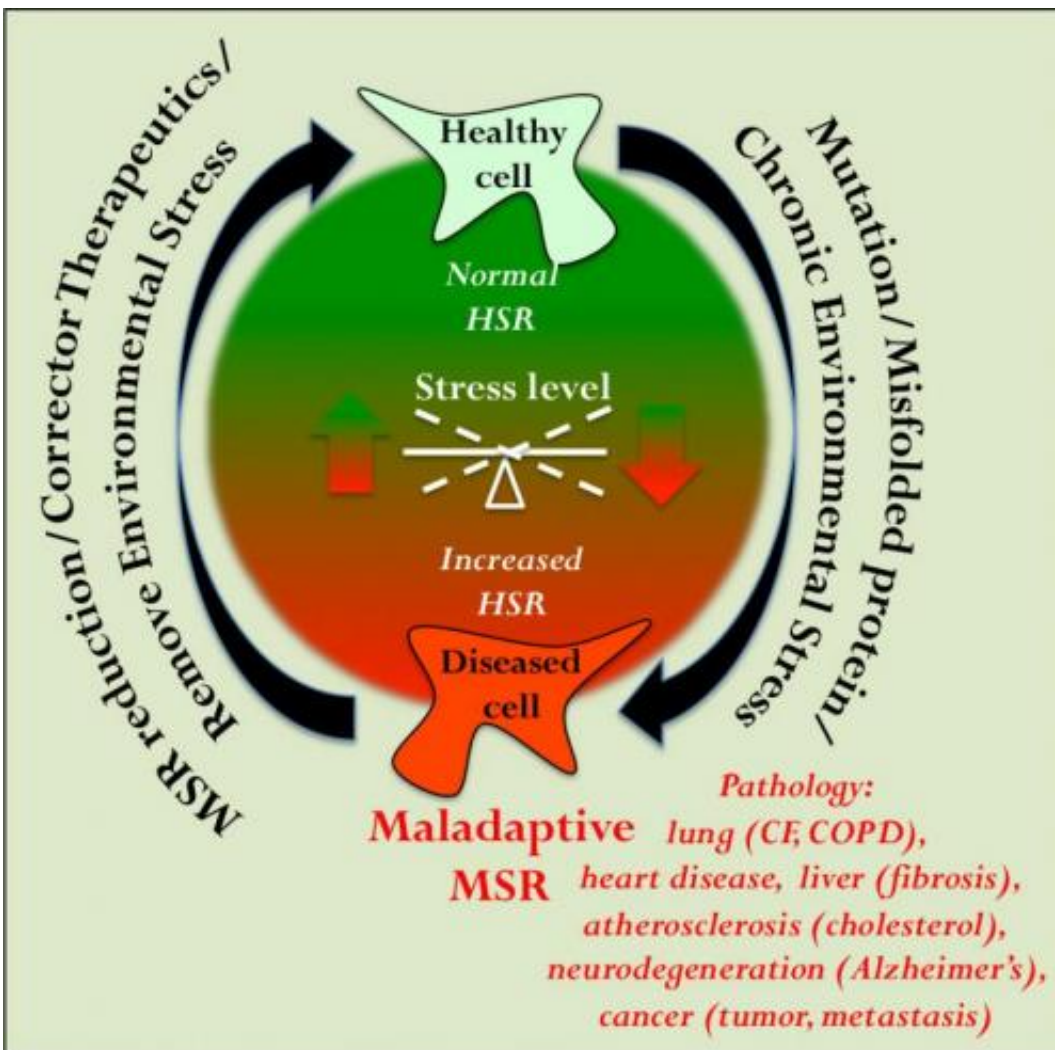 MSR reduction/Corrector Therapeutics/
Remove Environmental Stress
Healthy
cell
Normal
HSR
Stress level
Increased
HSR
Diseased
cell
Mutation/Misfolded protein/
Chronic Environmental Stress
Maladaptive
MSR
Pathology:
lung (CF, COPD),
heart disease, liver (fibrosis),
atherosclerosis (cholesterol),
neurodegeneration (Alzheimer's),
cancer (tumor, metastasis)